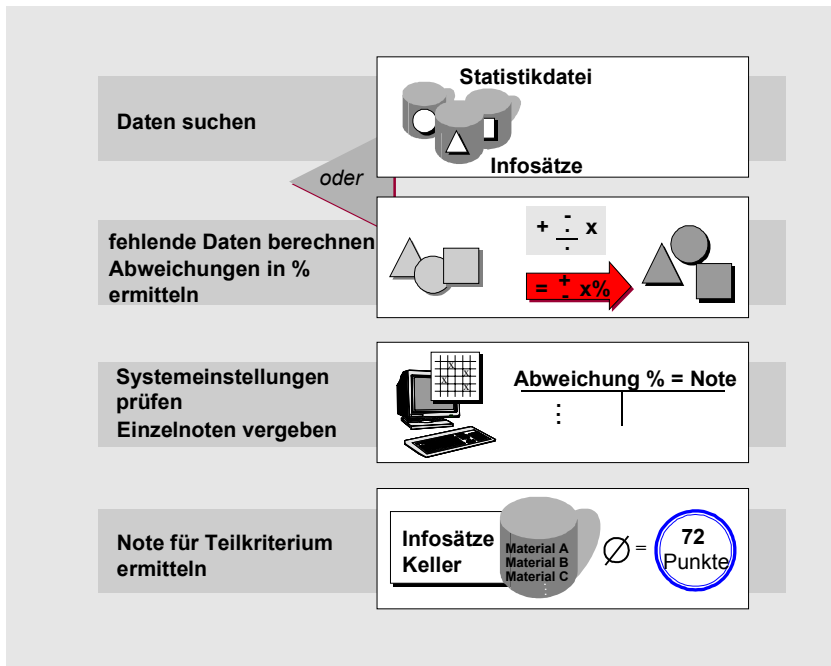 Statistikdatei
Daten suchen
Infosätze
oder
fehlende Daten berechnen
Abweichungen in %
ermitteln
+ - : x
= + - x%
Systemeinstellungen
prüfen
Einzelnoten vergeben
Abweichung % = Note
:
Note für Teilkriterium
ermitteln
Infosätze
Keller
Material A
Material B
Material C
:
∅ =
72
Punkte